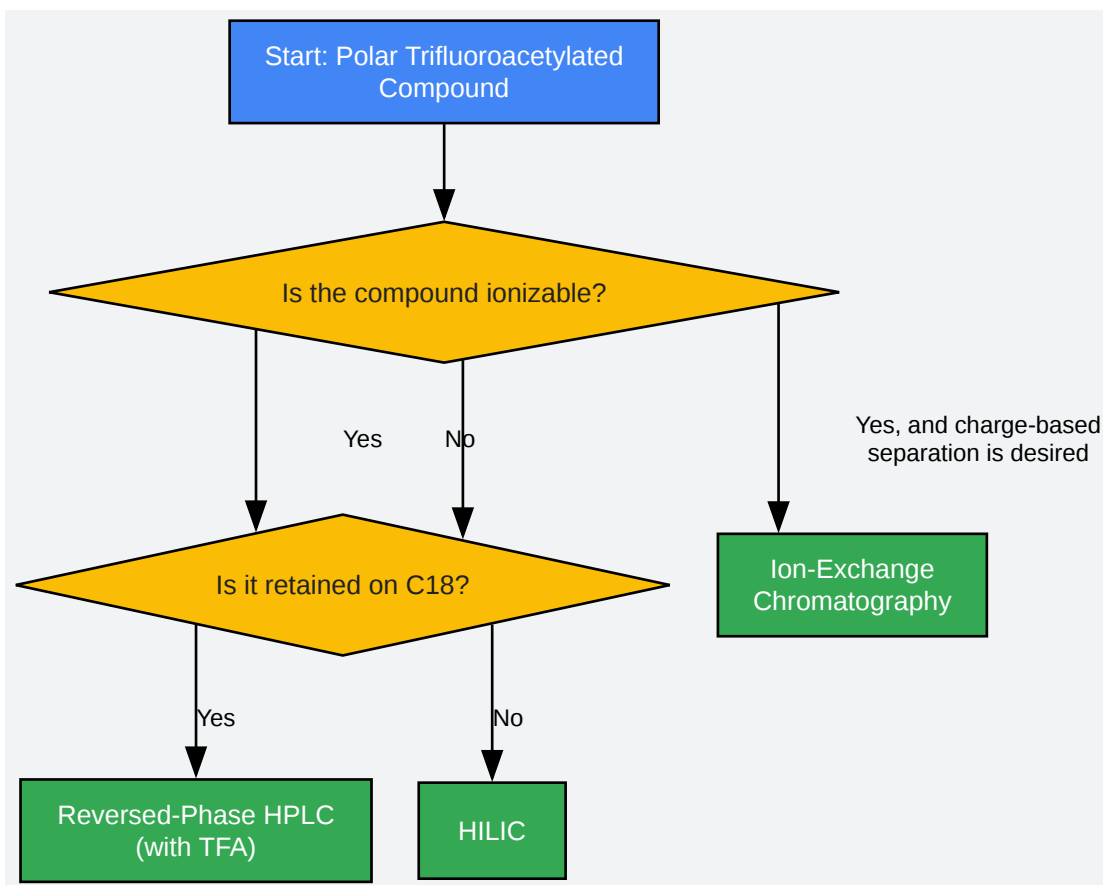 Start: Polar Trifluoroacetylated
Compound
Is the compound ionizable?
Yes
No
Yes, and charge-based
separation is desired
Is it retained on C18?
Ion-Exchange
Chromatography
Yes
No
Reversed-Phase HPLC
(with TFA)
HILIC